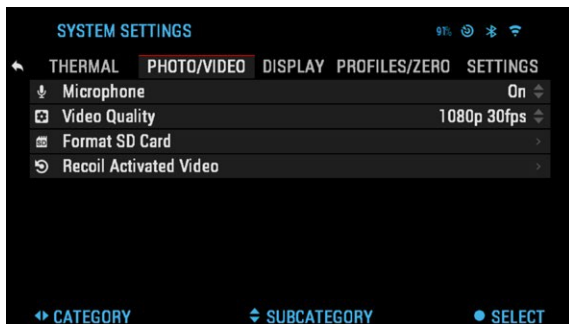 SYSTEM SETTINGS 91%
THERMAL PHOTO/VIDEO DISPLAY PROFILES/ZERO SETTINGS
Microphone On
Video Quality 1080p 30fps
SD Format SD Card
Recoil Activated Video
CATEGORY SUBCATEGORY SELECT